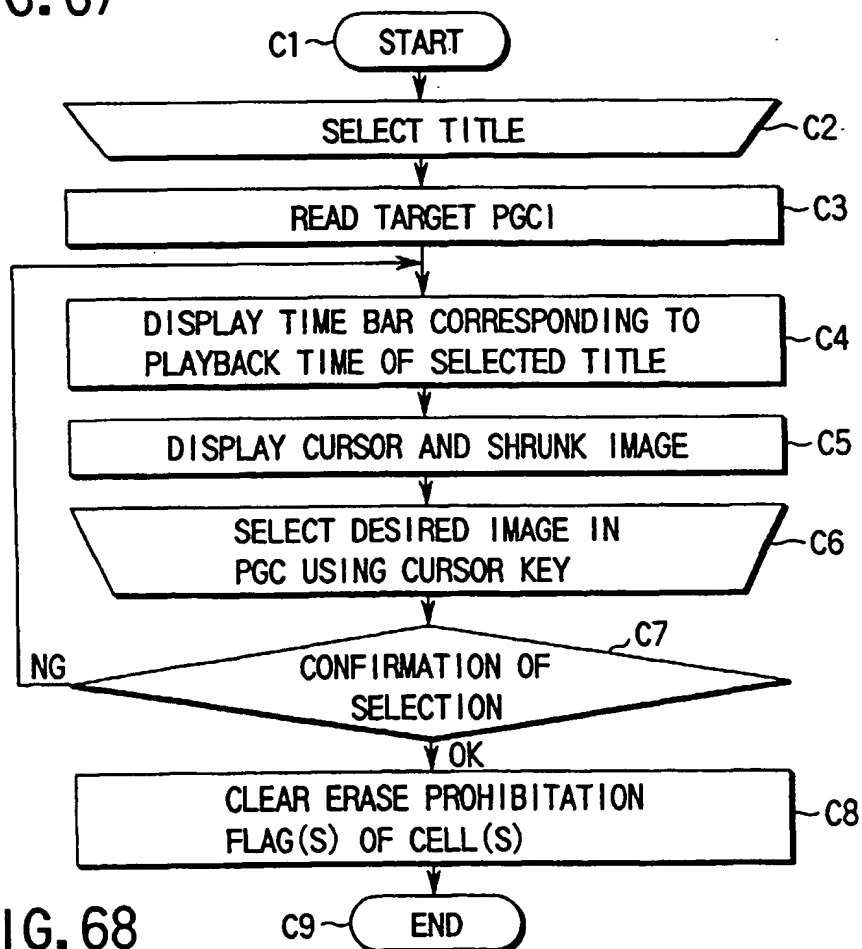 G. 67
C1 START
SELECT TITLE C2
READ TARGET PGCI C3
DISPLAY TIME BAR CORRESPONDING TO
PLAYBACK TIME OF SELECTED TITLE
C4
DISPLAY CURSOR AND SHRUNK IMAGE C5
SELECT DESIRED IMAGE IN
PGC USING CURSOR KEY
C6
C7
NG
CONFIRMATION OF
SELECTION
OK
CLEAR ERASE PROHIBITATION
FLAG(S) OF CELL(S)
C8
IG. 68
C9 END